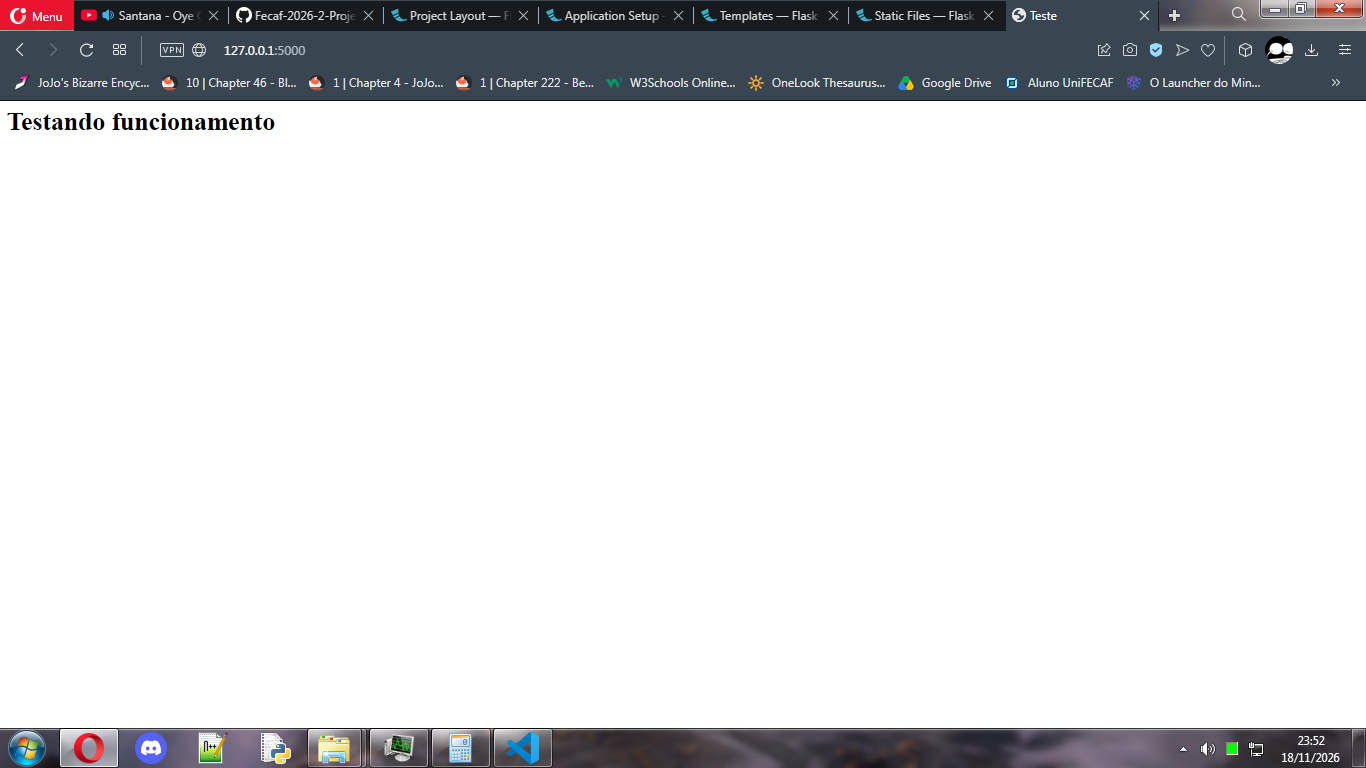 Menu
Santana - Oye
Fecaf-2026-2-Proje
Project Layout — F
Application Setup -
Templates — Flask
Static Files — Flask
Teste
VPN
127.0.0.1:5000
JoJo's Bizarre Encyc...
10 | Chapter 46 - Bl...
1 | Chapter 4 - JoJo...
1 | Chapter 222 - Be...
W3Schools Online...
OneLook Thesaurus...
Google Drive
Aluno UniFECAF
O Launcher do Min...
Testando funcionamento
23:52
18/11/2026